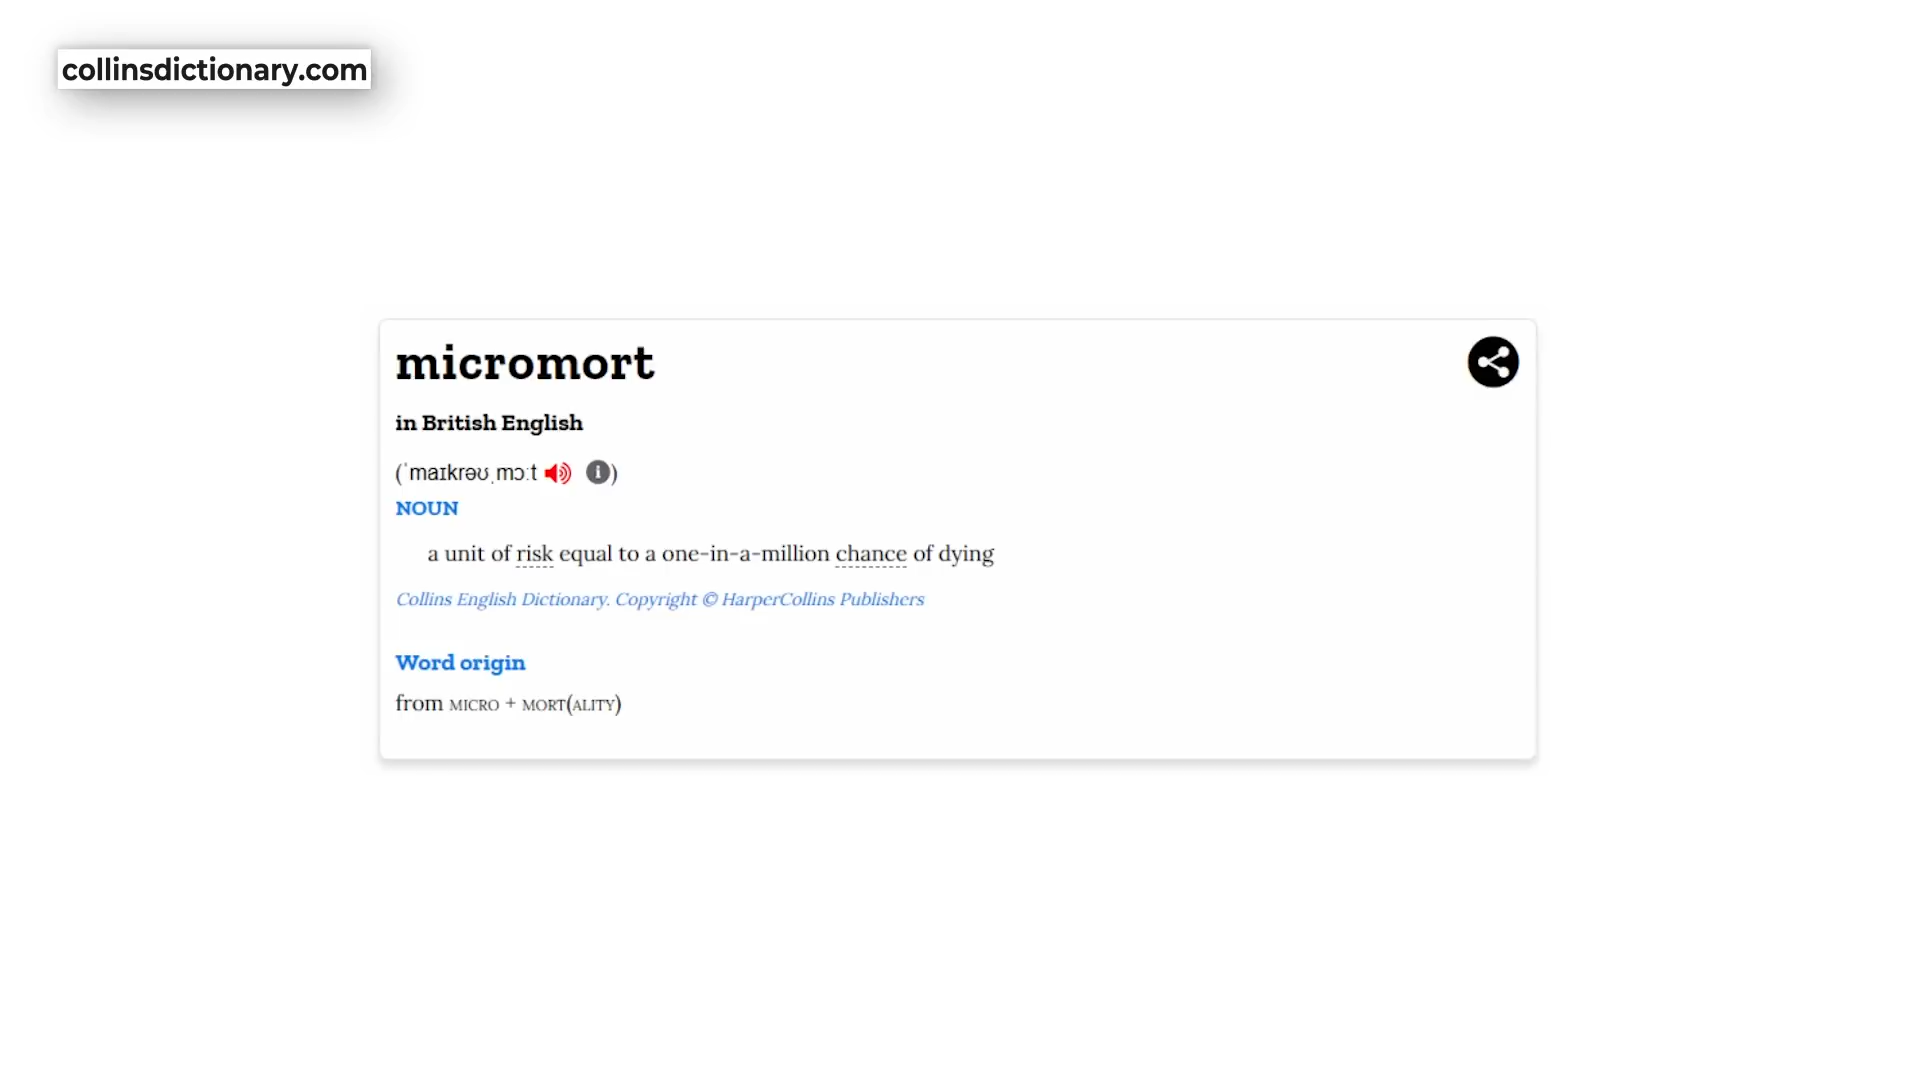 collinsdictionary.com
micromort
in British English
(ˈmaɪkrəʊˌmɔːt i)
NOUN
a unit of risk equal to a one-in-a-million chance of dying
Collins English Dictionary. Copyright © HarperCollins Publishers
Word origin
from MICRO + MORT(ALITY)